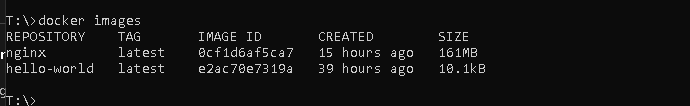 T:\>docker images
REPOSITORY    TAG       IMAGE ID       CREATED        SIZE
nginx         latest    0cf1d6af5ca7   15 hours ago   161MB
hello-world   latest    e2ac70e7319a   39 hours ago   10.1kB
T:\>